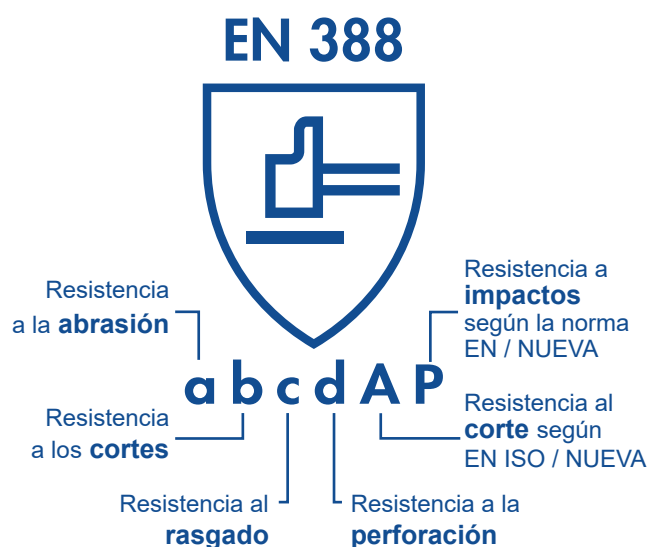 EN 388
Resistencia
a la abrasión
Resistencia a
impactos
según la norma
EN / NUEVA
a b c d A P
Resistencia
a los cortes
Resistencia al
corte según
EN ISO / NUEVA
Resistencia al
rasgado
Resistencia a la
perforación